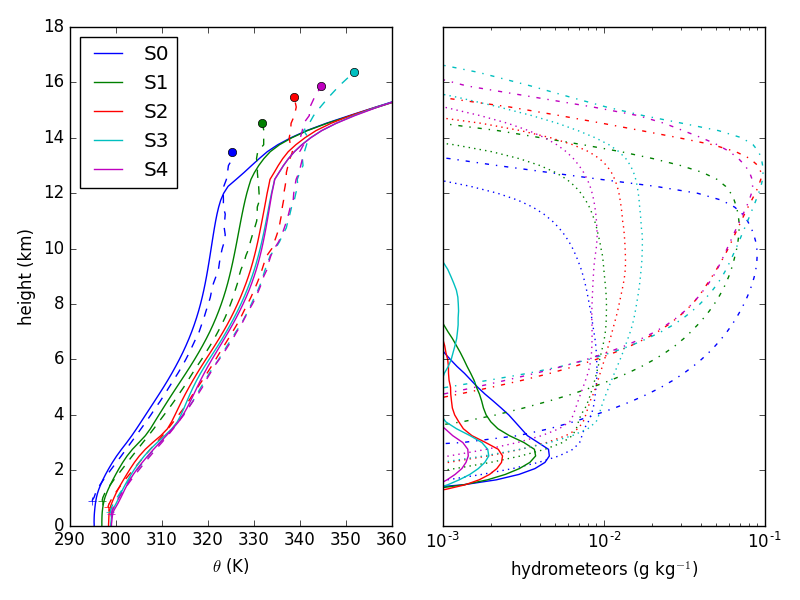 18
16
14
12
10
8
6
4
2
0
height (km)
S0
S1
S2
S3
S4
290 300 310 320 330 340 350 360
θ (K)
10⁻³ 10⁻² 10⁻¹
hydrometeors (g kg⁻¹)